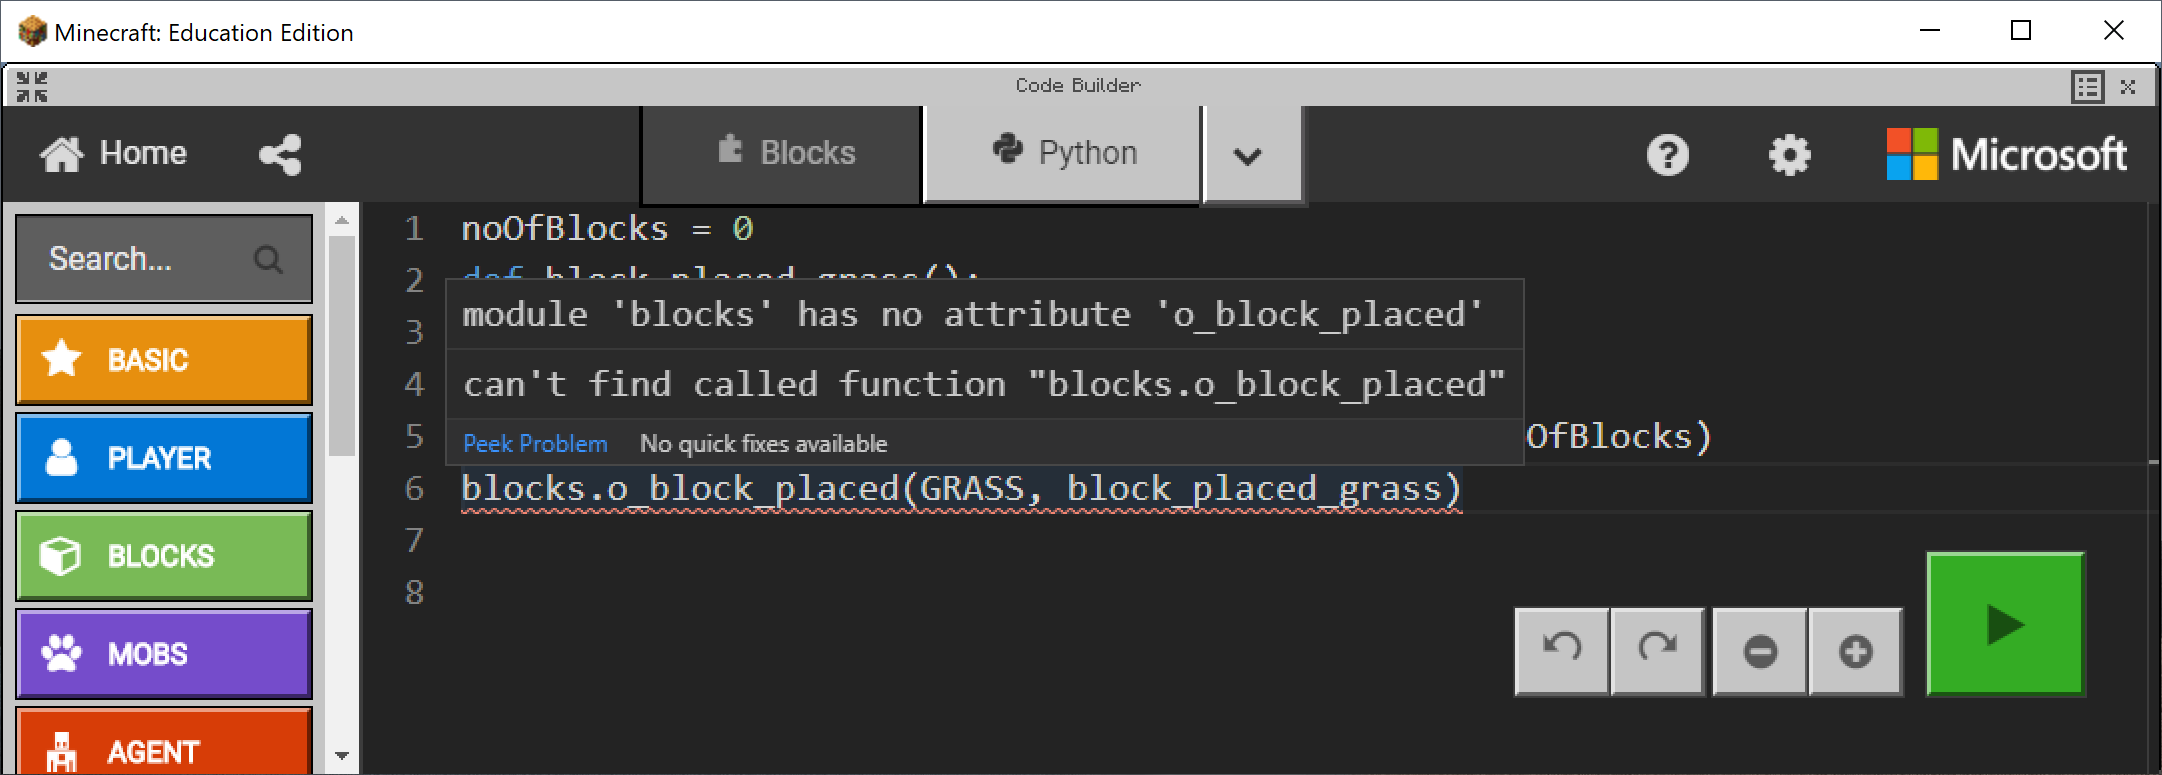 Minecraft: Education Edition
Code Builder
Home
Blocks
Python
Microsoft
Search...
BASIC
PLAYER
BLOCKS
MOBS
AGENT
1 noOfBlocks = 0
2 def block_placed_grass():
module 'blocks' has no attribute 'o_block_placed'
3
can't find called function "blocks.o_block_placed"
4
Peek Problem No quick fixes available
5 OfBlocks)
6 blocks.o_block_placed(GRASS, block_placed_grass)
7
8